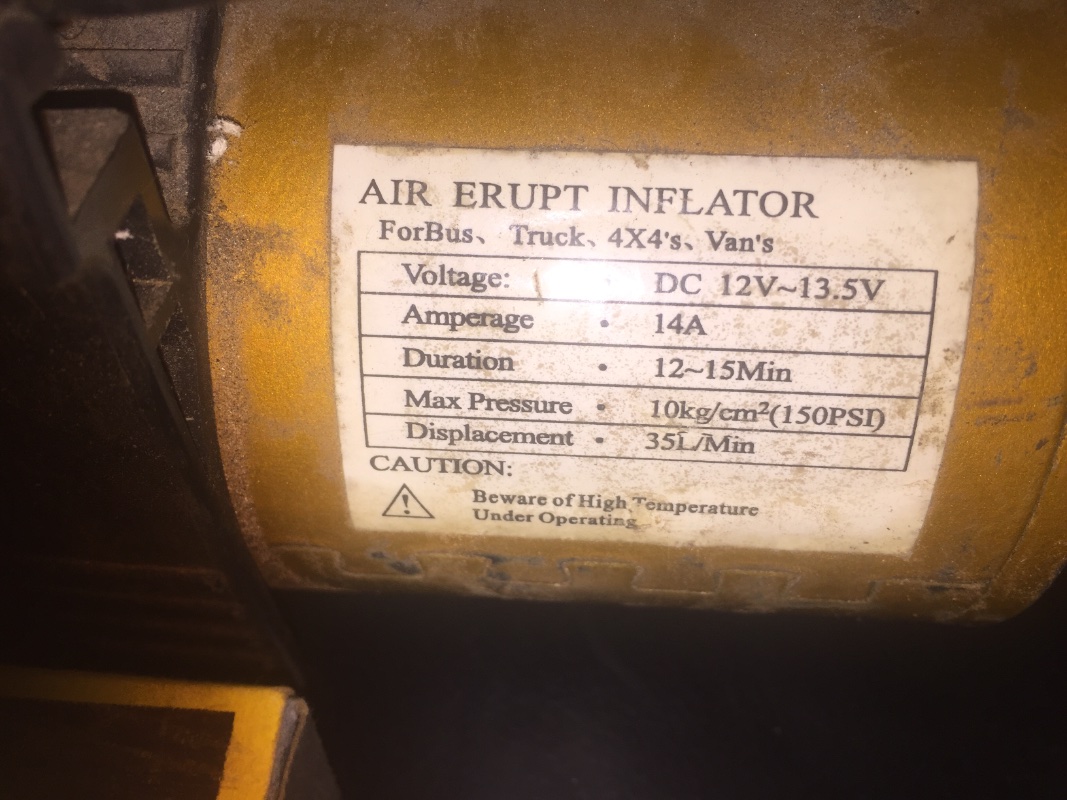 AIR ERUPT INFLATOR
ForBus、 Truck、4X4's、Van's
Voltage: DC 12V~13.5V
Amperage • 14A
Duration • 12~15Min
Max Pressure • 10kg/cm²(150PSI)
Displacement • 35L/Min
CAUTION:
Beware of High Temperature
Under Operating